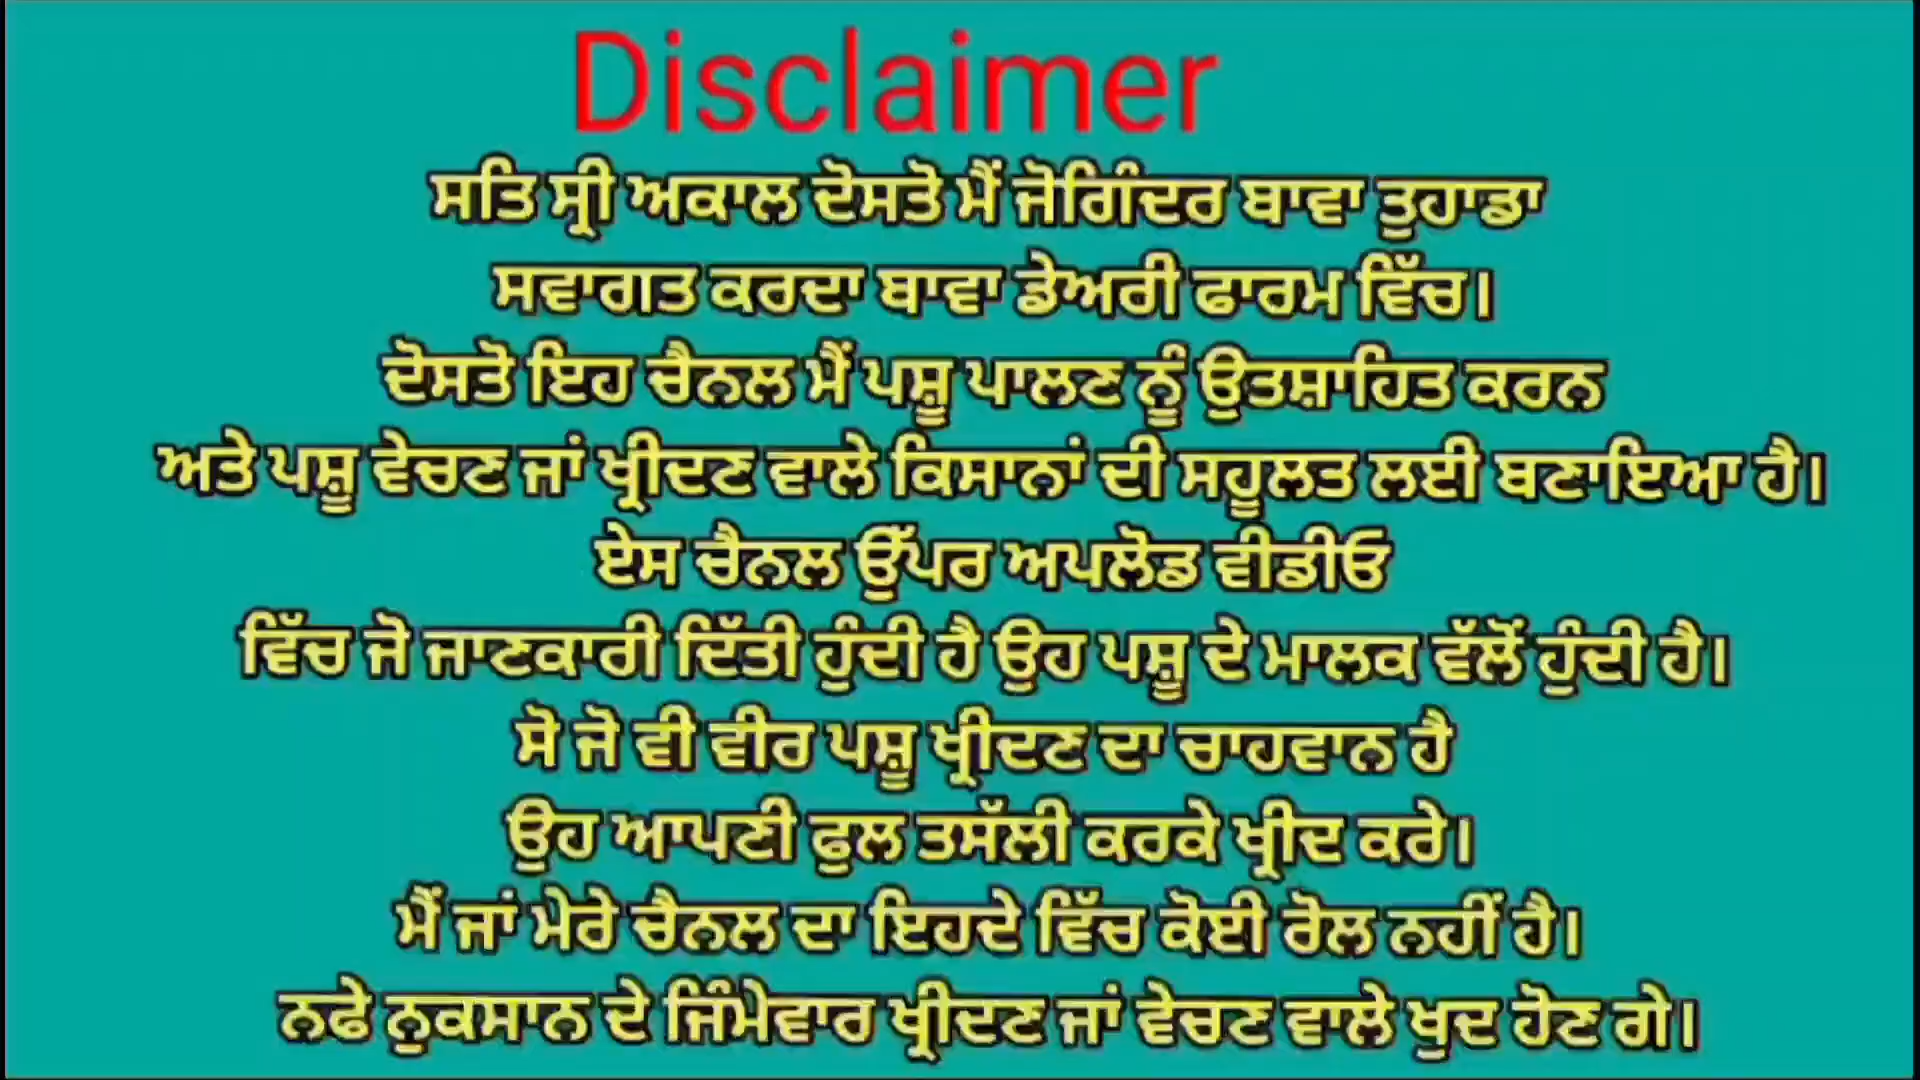 Disclaimer
ਸਤਿ ਸ੍ਰੀ ਅਕਾਲ ਦੋਸਤੋ ਮੈਂ ਜੋਗਿੰਦਰ ਬਾਵਾ ਤੁਹਾਡਾ
ਸਵਾਗਤ ਕਰਦਾ ਬਾਵਾ ਡੇਅਰੀ ਫਾਰਮ ਵਿੱਚ।
ਦੋਸਤੋ ਇਹ ਚੈਨਲ ਮੈਂ ਪਸ਼ੂ ਪਾਲਣ ਨੂੰ ਉਤਸ਼ਾਹਿਤ ਕਰਨ
ਅਤੇ ਪਸ਼ੂ ਵੇਚਣ ਜਾਂ ਖ੍ਰੀਦਣ ਵਾਲੇ ਕਿਸਾਨਾਂ ਦੀ ਸਹੂਲਤ ਲਈ ਬਣਾਇਆ ਹੈ।
ਏਸ ਚੈਨਲ ਉੱਪਰ ਅਪਲੋਡ ਵੀਡੀਓ
ਵਿੱਚ ਜੋ ਜਾਣਕਾਰੀ ਦਿੱਤੀ ਹੁੰਦੀ ਹੈ ਉਹ ਪਸ਼ੂ ਦੇ ਮਾਲਕ ਵੱਲੋਂ ਹੁੰਦੀ ਹੈ।
ਸੋ ਜੋ ਵੀ ਵੀਰ ਪਸ਼ੂ ਖ੍ਰੀਦਣ ਦਾ ਚਾਹਵਾਨ ਹੈ
ਉਹ ਆਪਣੀ ਫੁਲ ਤਸੱਲੀ ਕਰਕੇ ਖ੍ਰੀਦ ਕਰੇ।
ਮੈਂ ਜਾਂ ਮੇਰੇ ਚੈਨਲ ਦਾ ਇਹਦੇ ਵਿੱਚ ਕੋਈ ਰੋਲ ਨਹੀਂ ਹੈ।
ਨਫੇ ਨੁਕਸਾਨ ਦੇ ਜਿੰਮੇਵਾਰ ਖ੍ਰੀਦਣ ਜਾਂ ਵੇਚਣ ਵਾਲੇ ਖੁਦ ਹੋਣ ਗੇ।